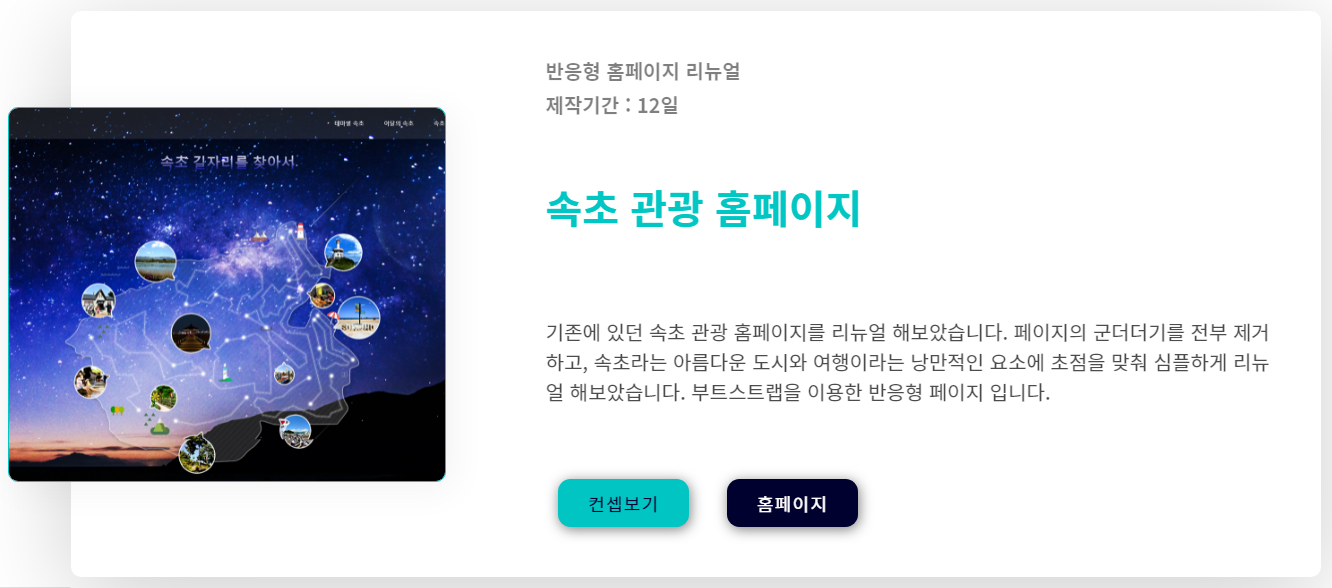 반응형 홈페이지 리뉴얼
제작기간 : 12일
테마별 속초
이달의 속초
속초
속초 길자리를 찾아서.
속초 관광 홈페이지
기존에 있던 속초 관광 홈페이지를 리뉴얼 해보았습니다. 페이지의 군더더기를 전부 제거
하고, 속초라는 아름다운 도시와 여행이라는 낭만적인 요소에 초점을 맞춰 심플하게 리뉴
얼 해보았습니다. 부트스트랩을 이용한 반응형 페이지 입니다.
컨셉보기
홈페이지